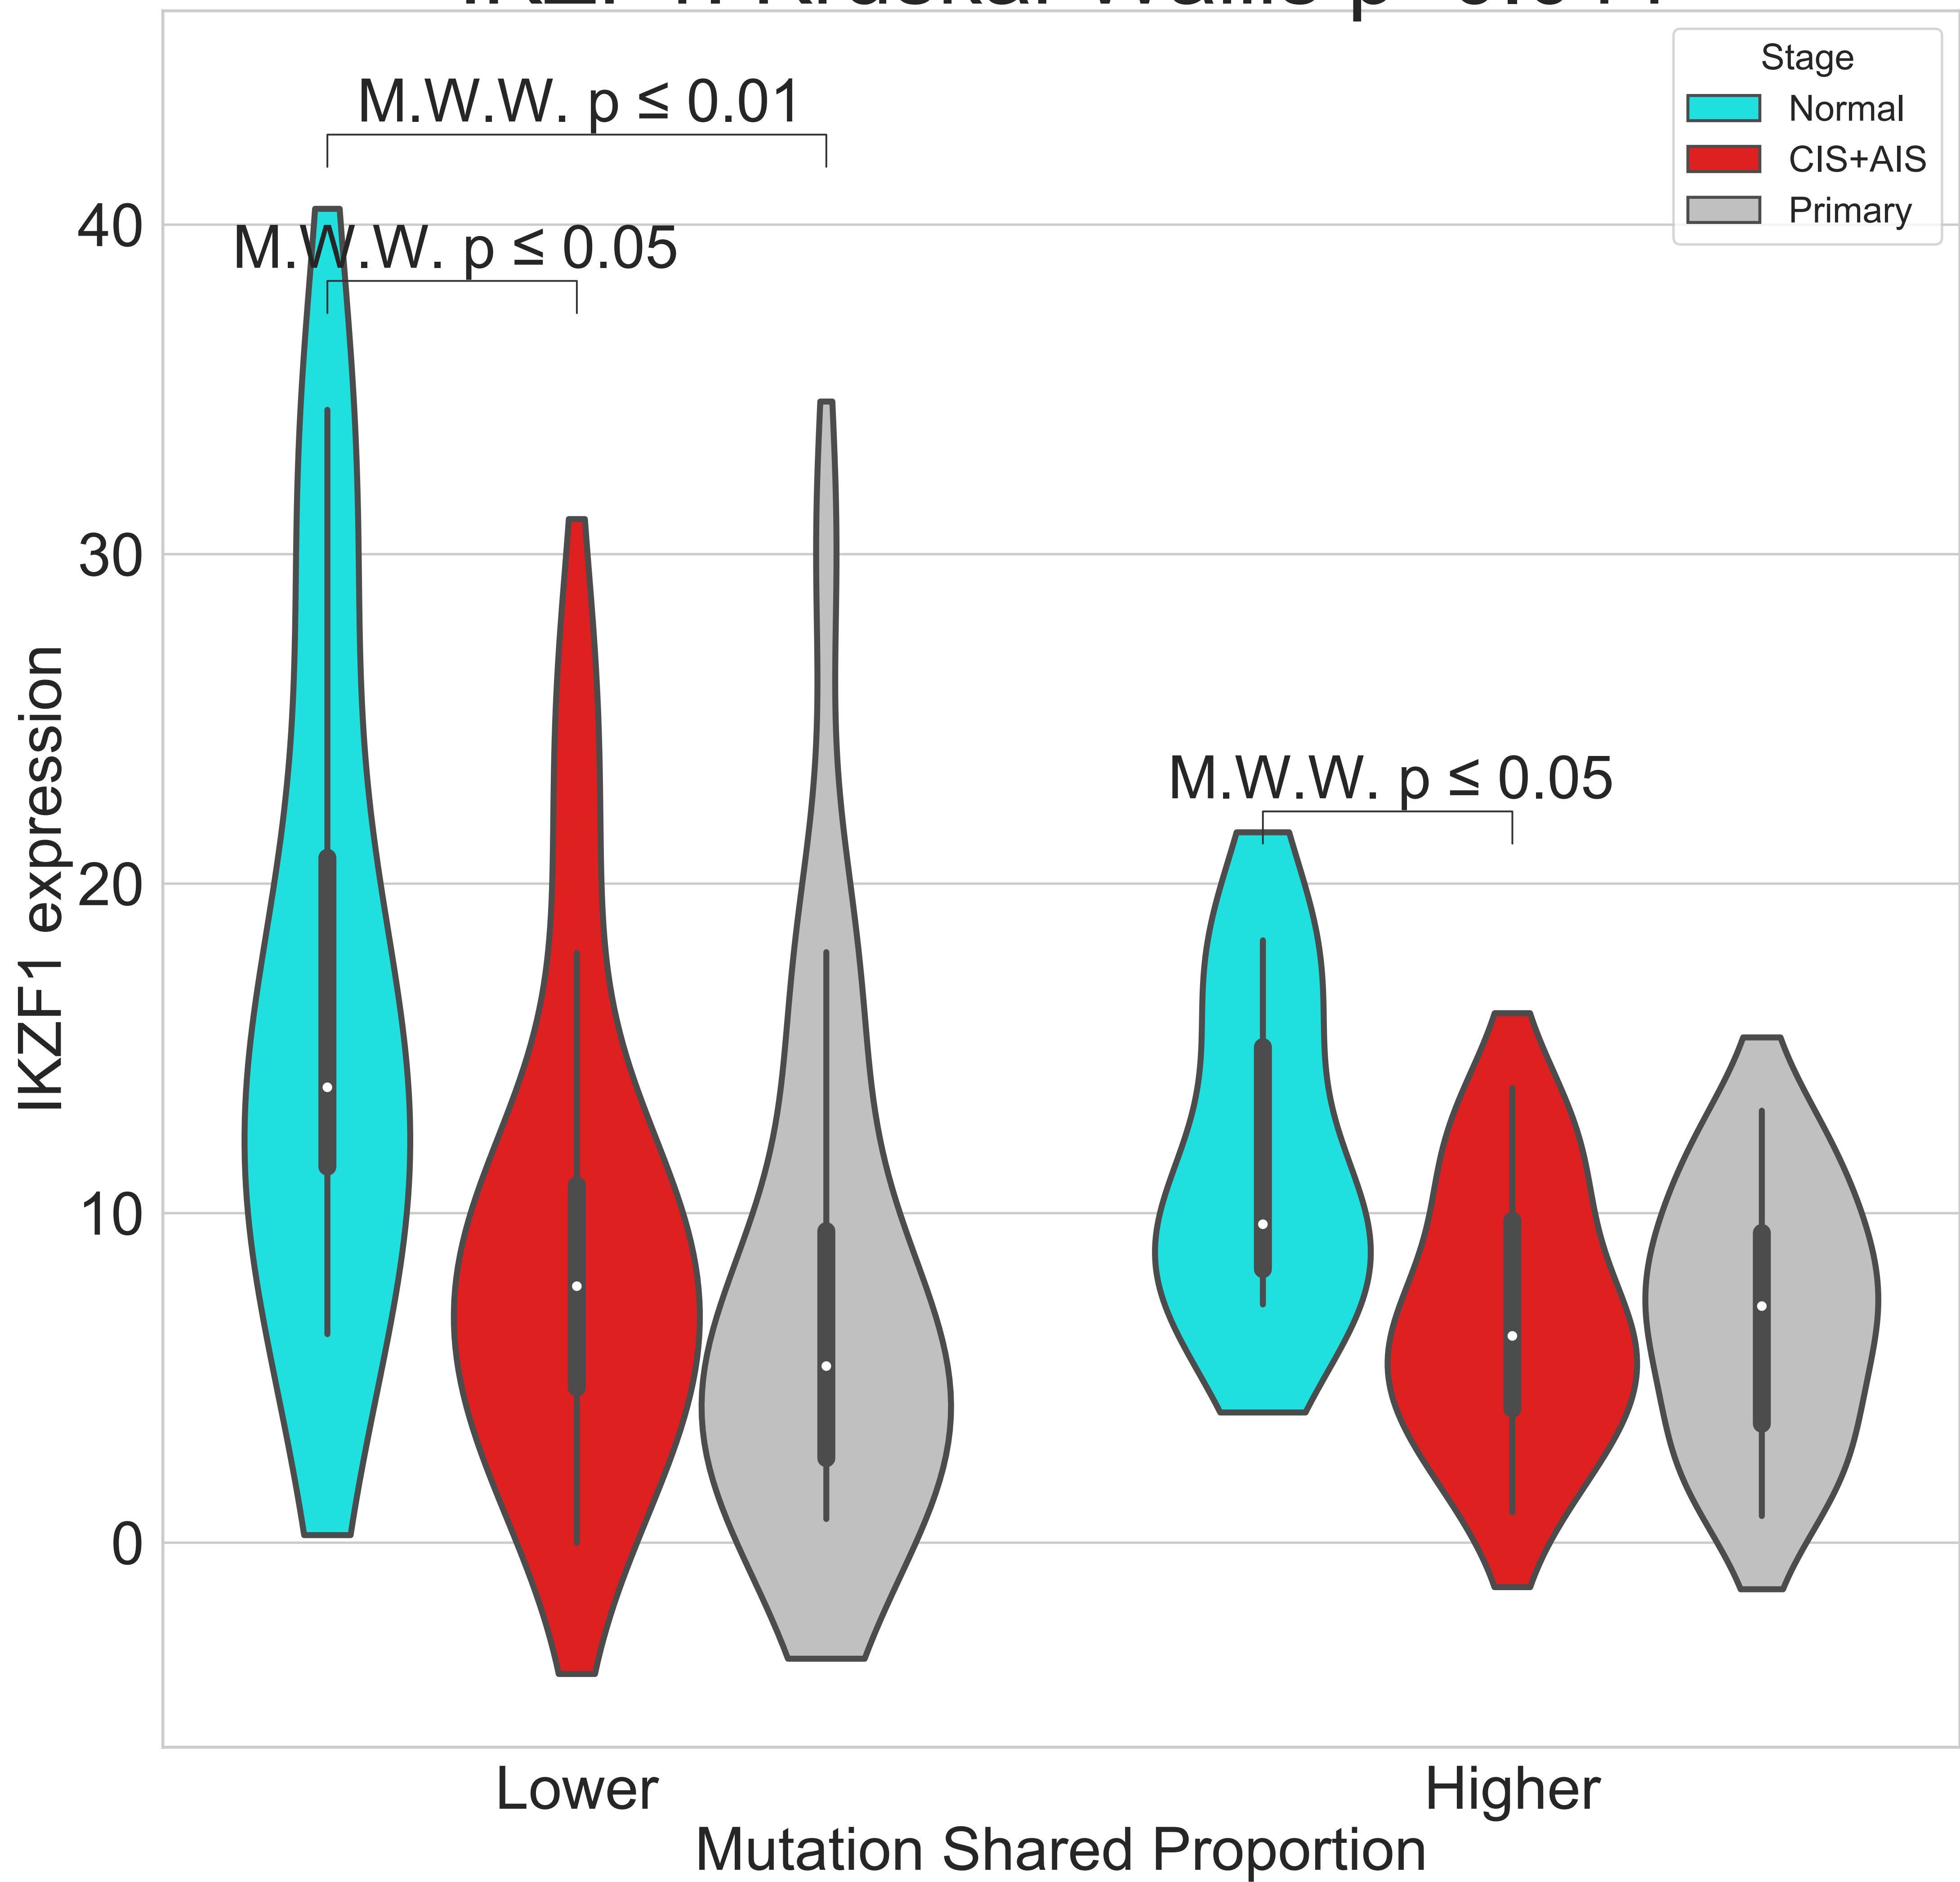 Stage
Normal
CIS+AIS
Primary
M.W.W. p ≤ 0.01
M.W.W. p ≤ 0.05
M.W.W. p ≤ 0.05
40
30
20
10
0
IKZF1 expression
Lower
Higher
Mutation Shared Proportion